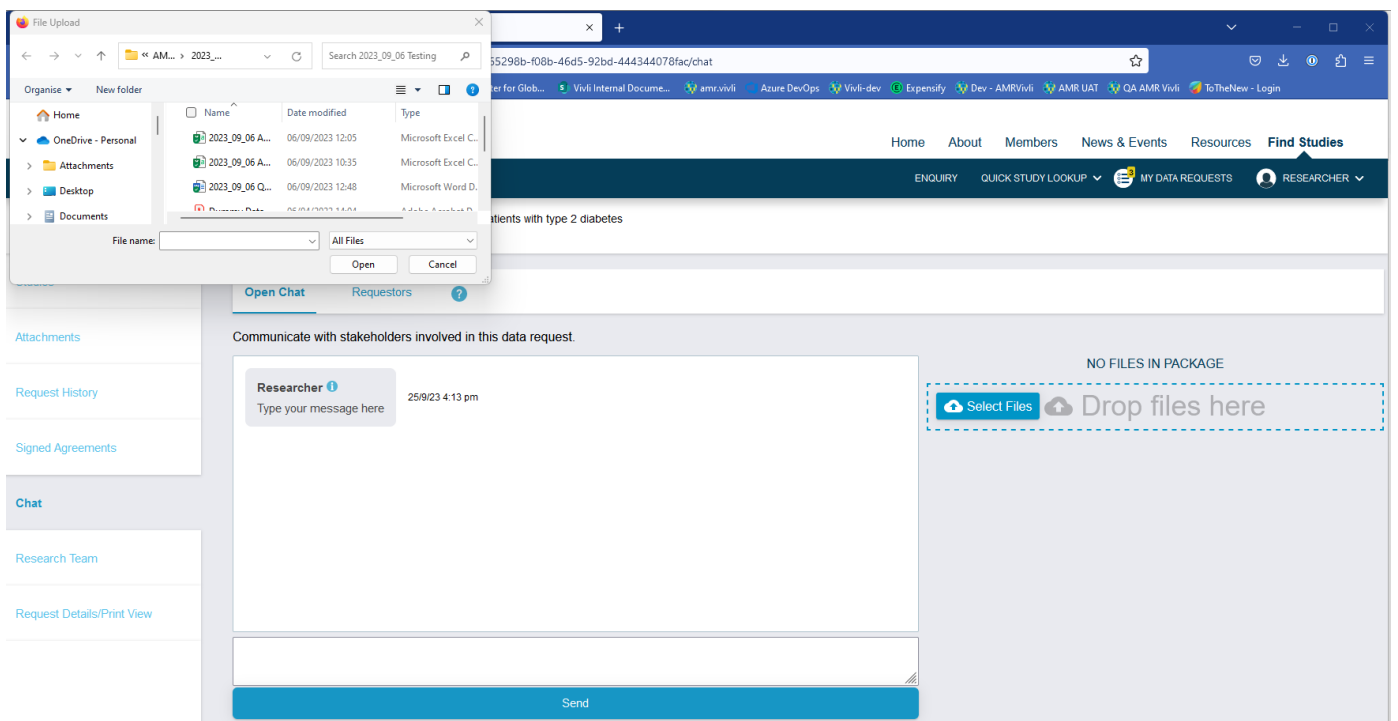 File Upload
« AM... › 2023_...
Search 2023_09_06 Testing
Organise
New folder
Home
OneDrive - Personal
Attachments
Desktop
Documents
Name
Date modified
Type
2023_09_06 A...
06/09/2023 12:05
Microsoft Excel C..
2023_09_06 A...
06/09/2023 10:35
Microsoft Excel C..
2023_09_06 Q...
06/09/2023 12:48
Microsoft Word D.
File name:
All Files
Open
Cancel
+
55298b-f08b-46d5-92bd-444344078fac/chat
ter for Glob...
Vivli Internal Docume...
amr.vivli
Azure DevOps
Vivli-dev
Expensify
Dev - AMRVivli
AMR UAT
QA AMR Vivli
ToTheNew - Login
Home
About
Members
News & Events
Resources
Find Studies
ENQUIRY
QUICK STUDY LOOKUP
3
MY DATA REQUESTS
RESEARCHER
atients with type 2 diabetes
Attachments
Request History
Signed Agreements
Chat
Research Team
Request Details/Print View
Open Chat
Requestors
?
Communicate with stakeholders involved in this data request.
Researcher
Type your message here
25/9/23 4:13 pm
Send
NO FILES IN PACKAGE
Select Files
Drop files here